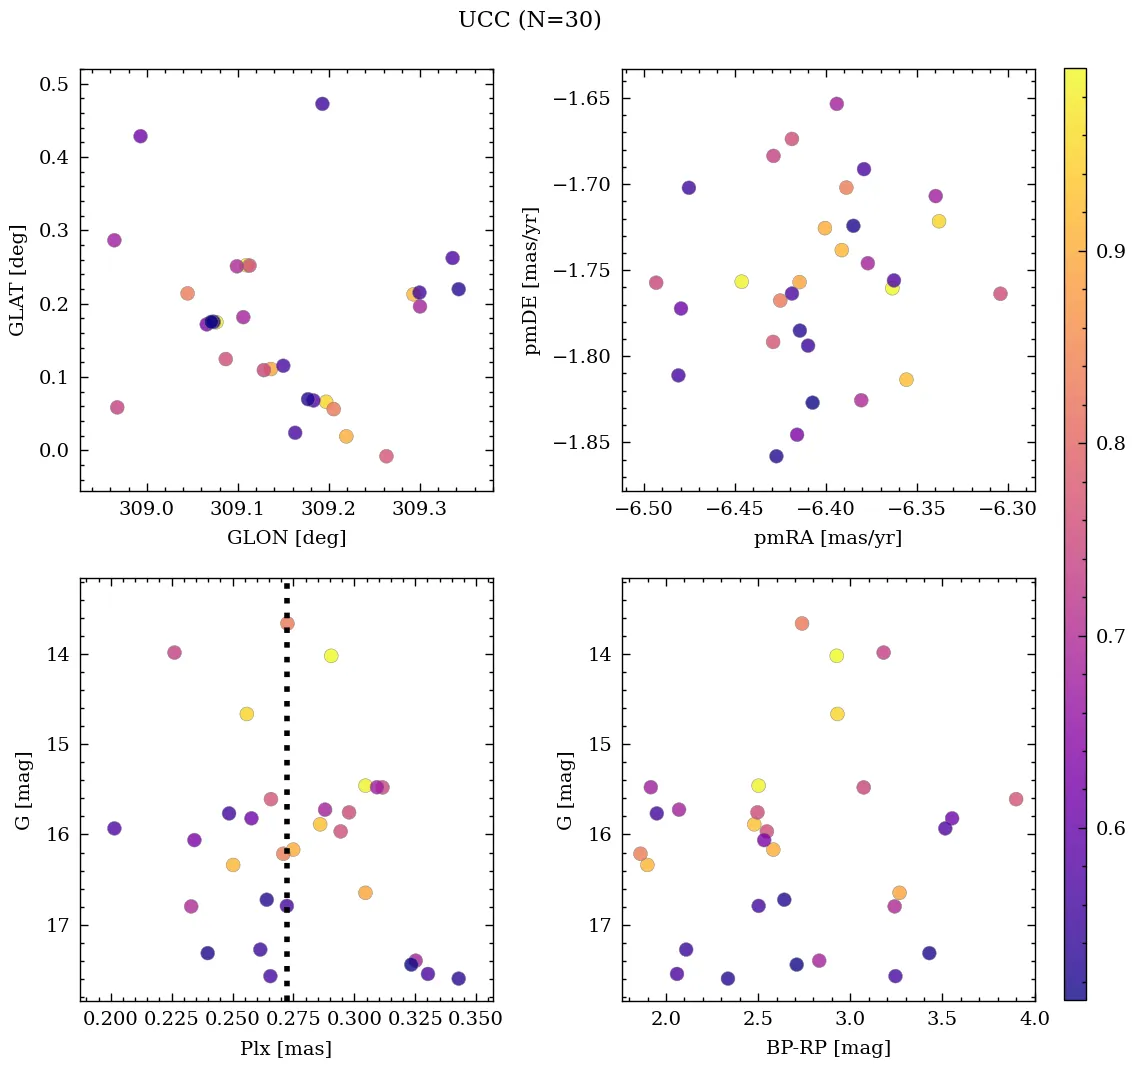 UCC (N=30)
0.5
0.4
0.3
0.2
0.1
0.0
GLAT [deg]
309.0 309.1 309.2 309.3
GLON [deg]
−1.65
−1.70
−1.75
−1.80
−1.85
pmDE [mas/yr]
−6.50 −6.45 −6.40 −6.35 −6.30
pmRA [mas/yr]
14
15
16
17
G [mag]
0.200 0.225 0.250 0.275 0.300 0.325 0.350
Plx [mas]
14
15
16
17
G [mag]
2.0 2.5 3.0 3.5 4.0
BP-RP [mag]
0.9
0.8
0.7
0.6